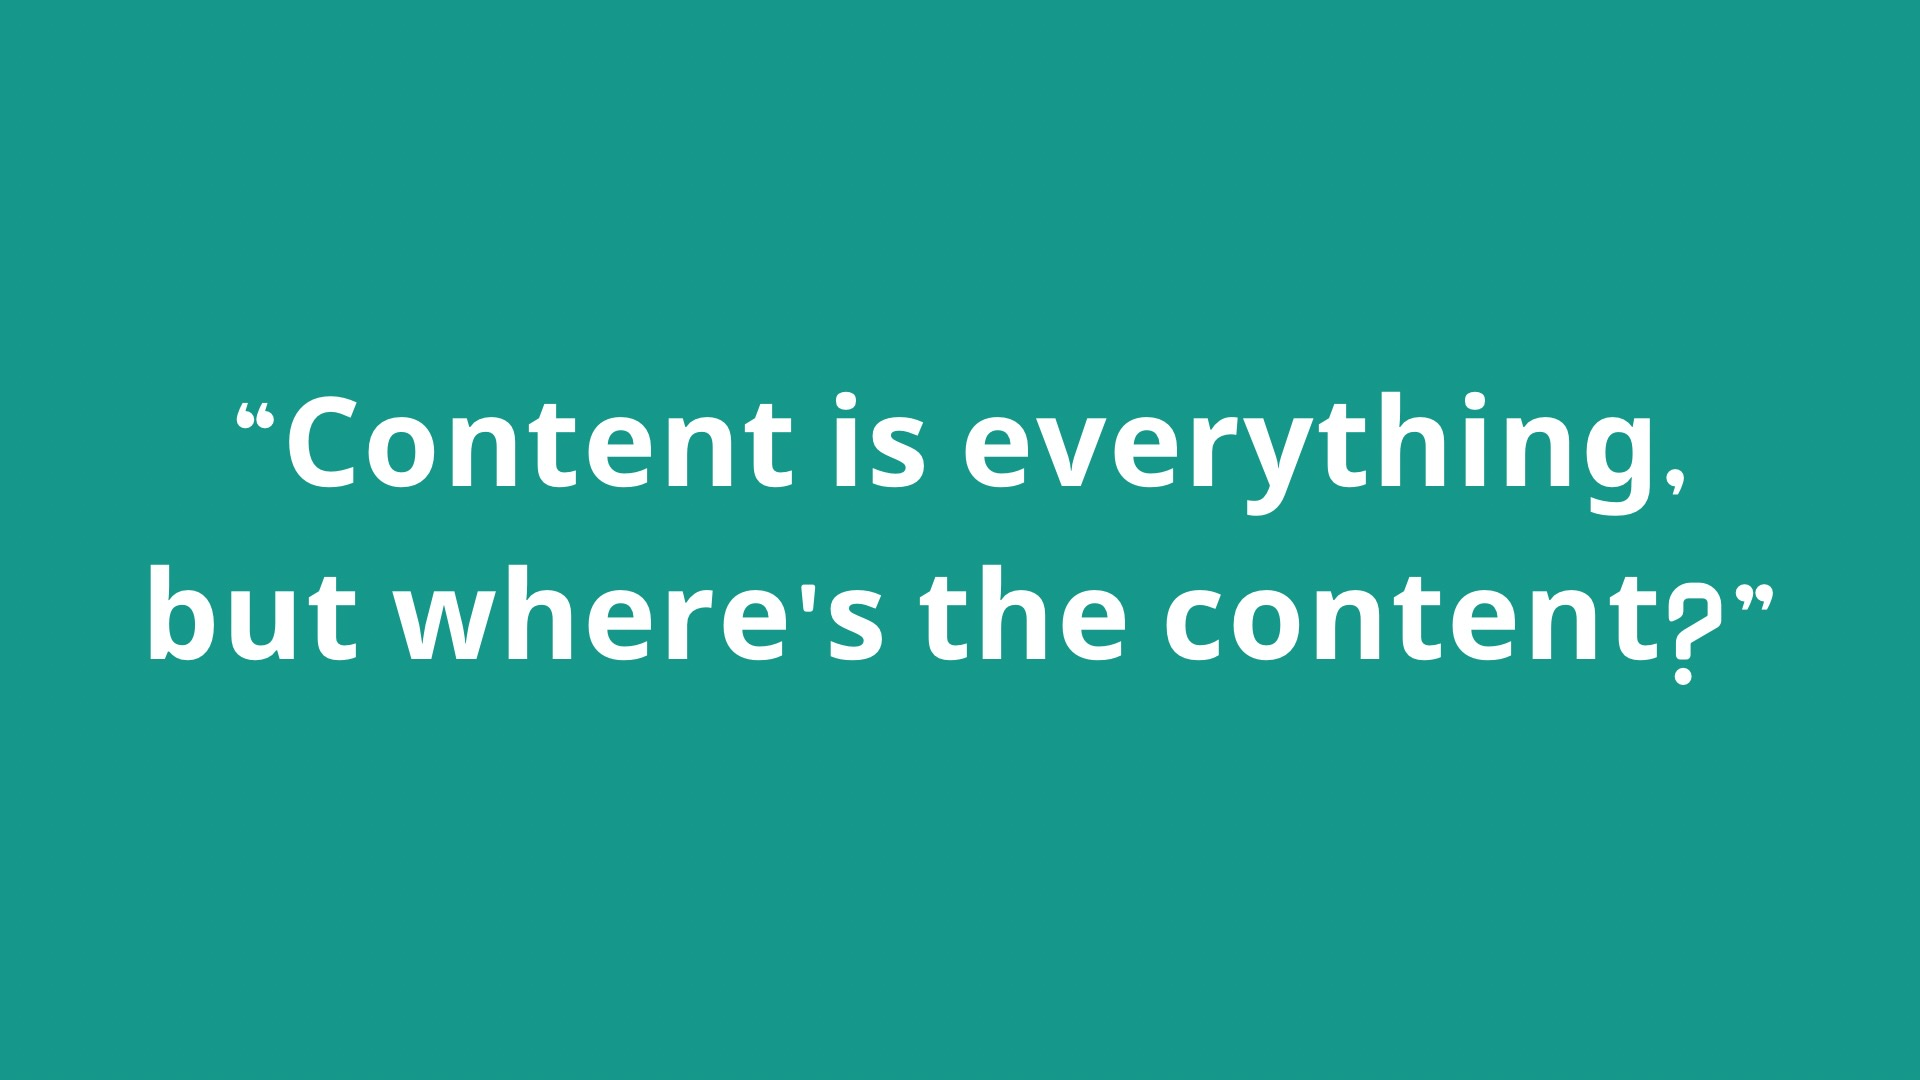 “Content is everything,
but where's the content?”